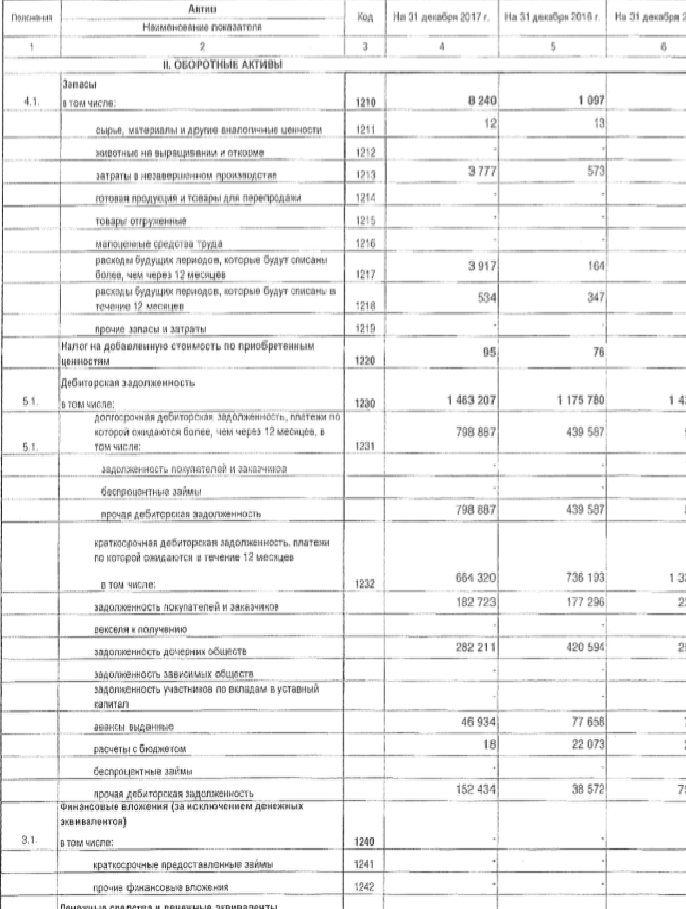 Пояснения Актив Код На 31 декабря 2017 г. На 31 декабря 2016 г. На 31 декабря 2
Наименование показателя
1 2 3 4 5 6
II. ОБОРОТНЫЕ АКТИВЫ
Запасы
4.1. в том числе: 1210 8 240 1 097
сырье, материалы и другие аналогичные ценности 1211 12 13
животные на выращивании и откорме 1212 - -
затраты в незавершенном производстве 1213 3 777 573
готовая продукция и товары для перепродажи 1214 - -
товары отгруженные 1215 - -
малоценные средства труда 1216 - -
расходы будущих периодов, которые будут списаны
более, чем через 12 месяцев 1217 3 917 164
расходы будущих периодов, которые будут списаны в
течение 12 месяцев 1218 534 347
прочие запасы и затраты 1219 - -
Налог на добавленную стоимость по приобретенным
ценностям 1220 95 76
Дебиторская задолженность
5.1. в том числе: 1230 1 463 207 1 175 780 1 4
долгосрочная дебиторская задолженность, платежи по
которой ожидаются более, чем через 12 месяцев, в
5.1. том числе: 1231 798 887 439 587
задолженность покупателей и заказчиков - -
беспроцентные займы - -
прочая дебиторская задолженность 798 887 439 587
краткосрочная дебиторская задолженность, платежи
по которой ожидаются в течение 12 месяцев
в том числе: 1232 664 320 736 193 1 3
задолженность покупателей и заказчиков 182 723 177 296 2
векселя к получению - -
задолженность дочерних обществ 282 211 420 594 2
задолженность зависимых обществ - -
задолженность участников по вкладам в уставный
капитал - -
авансы выданные 46 934 77 658
расчеты с бюджетом 18 22 073
беспроцентные займы - -
прочая дебиторская задолженность 152 434 38 572 7
Финансовые вложения (за исключением денежных
эквивалентов)
3.1. в том числе: 1240 - -
краткосрочные предоставленные займы 1241 - -
прочие финансовые вложения 1242 - -
Денежные средства и денежные эквиваленты